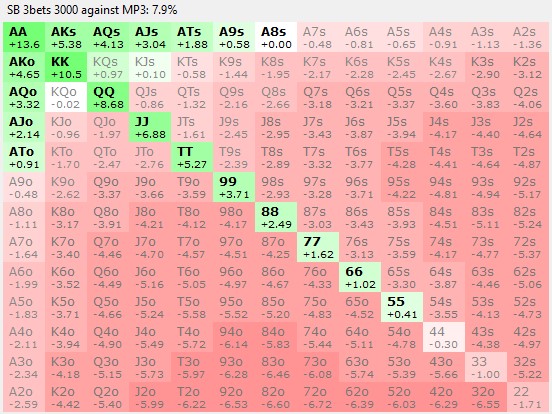 SB 3bets 3000 against MP3: 7.9%
AA AKs AQs AJs ATs A9s A8s A7s A6s A5s A4s A3s A2s
+13.6 +5.38 +4.13 +3.04 +1.88 +0.58 +0.00 -0.48 -0.81 -0.65 -0.91 -1.13 -1.36
AKo KK KQs KJs KTs K9s K8s K7s K6s K5s K4s K3s K2s
+4.65 +10.5 +0.97 +0.10 -0.58 -1.44 -1.95 -2.17 -2.28 -2.45 -2.67 -2.90 -3.12
AQo KQo QQ QJs QTs Q9s Q8s Q7s Q6s Q5s Q4s Q3s Q2s
+3.32 -0.02 +8.68 -0.86 -1.32 -2.16 -2.66 -3.18 -3.21 -3.37 -3.60 -3.83 -4.06
AJo KJo QJo JJ JTs J9s J8s J7s J6s J5s J4s J3s J2s
+2.14 -0.96 -1.97 +6.88 -1.61 -2.45 -2.95 -3.43 -3.87 -3.94 -4.17 -4.40 -4.64
ATo KTo QTo JTo TT T9s T8s T7s T6s T5s T4s T3s T2s
+0.91 -1.70 -2.47 -2.76 +5.27 -2.39 -2.89 -3.32 -3.77 -4.28 -4.41 -4.64 -4.87
A9o K9o Q9o J9o T9o 99 98s 97s 96s 95s 94s 93s 92s
-0.48 -2.62 -3.37 -3.66 -3.59 +3.71 -2.93 -3.28 -3.71 -4.22 -4.81 -4.94 -5.17
A8o K8o Q8o J8o T8o 98o 88 87s 86s 85s 84s 83s 82s
-1.11 -3.17 -3.91 -4.21 -4.12 -4.17 +2.49 -3.03 -3.43 -3.93 -4.51 -5.11 -5.24
A7o K7o Q7o J7o T7o 97o 87o 77 76s 75s 74s 73s 72s
-1.64 -3.40 -4.46 -4.70 -4.57 -4.51 -4.25 +1.62 -3.13 -3.59 -4.17 -4.77 -5.37
A6o K6o Q6o J6o T6o 96o 86o 76o 66 65s 64s 63s 62s
-1.99 -3.52 -4.49 -5.16 -5.05 -4.97 -4.67 -4.33 +1.02 -3.30 -3.87 -4.46 -5.06
A5o K5o Q5o J5o T5o 95o 85o 75o 65o 55 54s 53s 52s
-1.83 -3.71 -4.66 -5.24 -5.58 -5.52 -5.20 -4.83 -4.52 +0.41 -3.55 -4.13 -4.73
A4o K4o Q4o J4o T4o 94o 84o 74o 64o 54o 44 43s 42s
-2.11 -3.94 -4.90 -5.49 -5.72 -6.14 -5.83 -5.44 -5.11 -4.78 -0.30 -4.38 -4.97
A3o K3o Q3o J3o T3o 93o 83o 73o 63o 53o 43o 33 32s
-2.34 -4.18 -5.15 -5.73 -5.97 -6.28 -6.46 -6.08 -5.74 -5.39 -5.66 -1.00 -5.22
A2o K2o Q2o J2o T2o 92o 82o 72o 62o 52o 42o 32o 22
-2.59 -4.42 -5.40 -5.99 -6.22 -6.53 -6.60 -6.72 -6.39 -6.03 -6.29 -6.55 -1.71